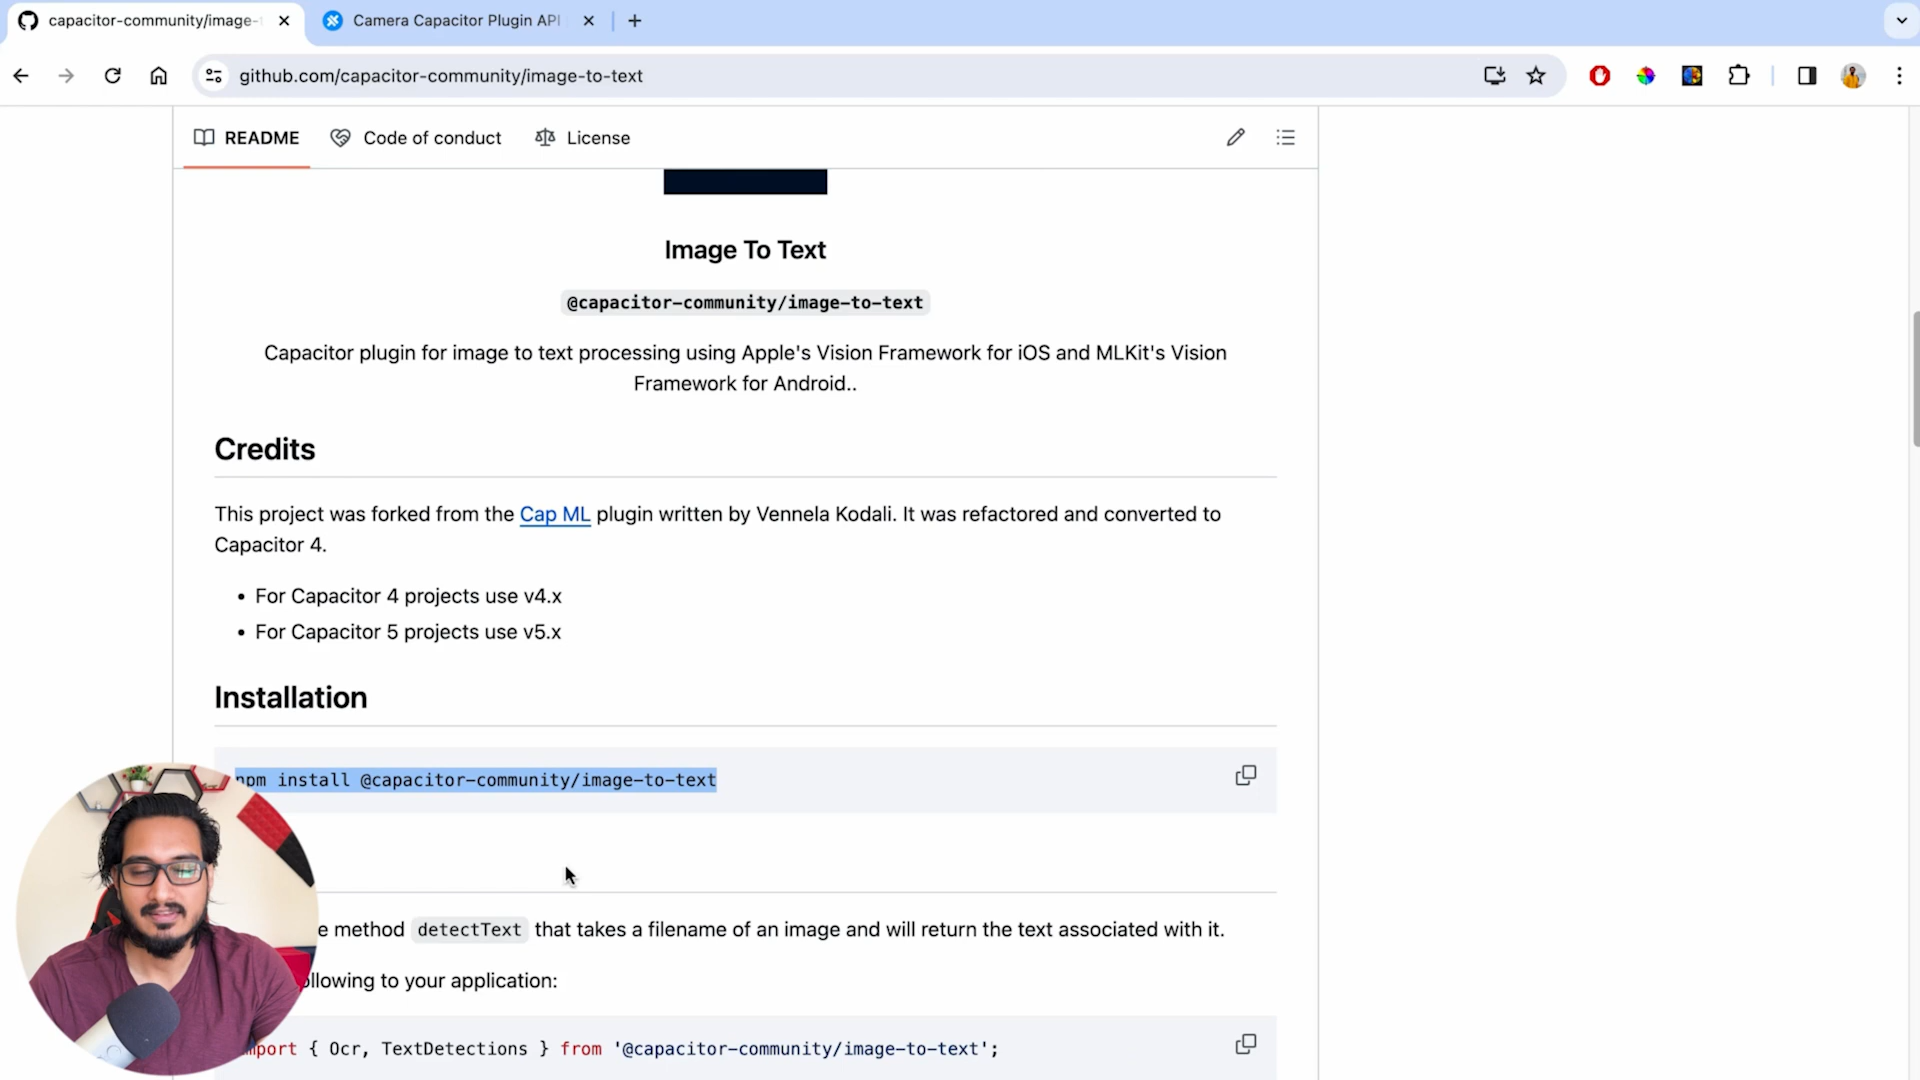 capacitor-community/image-
Camera Capacitor Plugin API
github.com/capacitor-community/image-to-text
README
Code of conduct
License
Image To Text
@capacitor-community/image-to-text
Capacitor plugin for image to text processing using Apple's Vision Framework for iOS and MLKit's Vision
Framework for Android..
Credits
This project was forked from the Cap ML plugin written by Vennela Kodali. It was refactored and converted to
Capacitor 4.
• For Capacitor 4 projects use v4.x
• For Capacitor 5 projects use v5.x
Installation
npm install @capacitor-community/image-to-text
method detectText that takes a filename of an image and will return the text associated with it.
to your application:
{ Ocr, TextDetections } from '@capacitor-community/image-to-text';